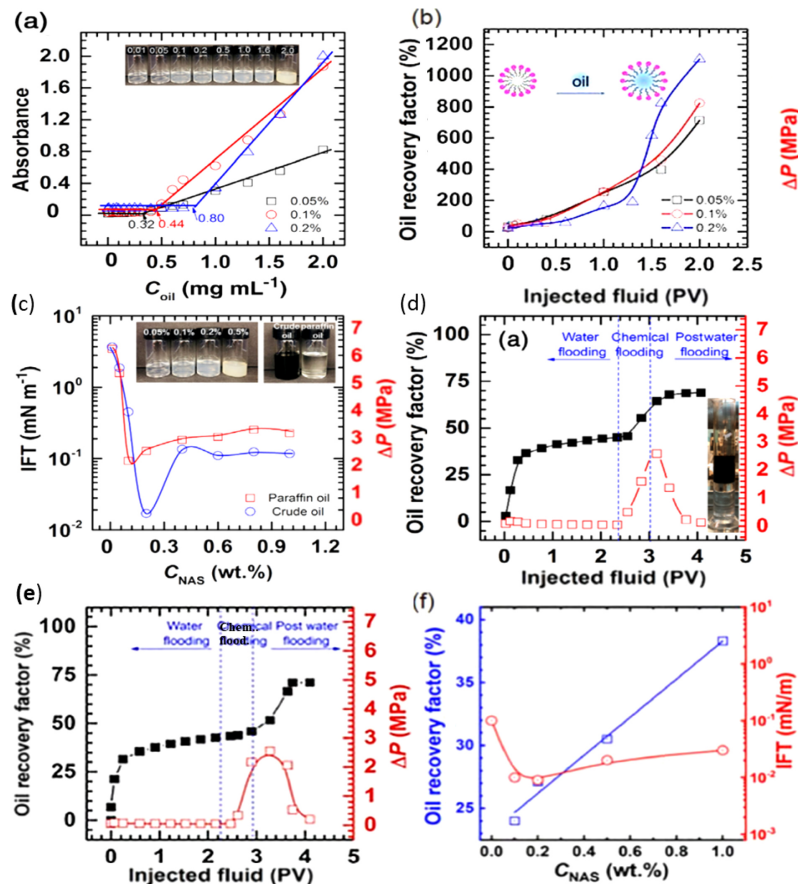 (a)
0.01 0.05 0.1 0.2 0.5 1.0 1.6 2.0
Absorbance
2.0
1.6
1.2
0.8
0.4
0
0.32
0.44
0.80
0.05%
0.1%
0.2%
0.0 0.5 1.0 1.5 2.0
Coil (mg mL−1)
(b)
Oil recovery factor (%)
1200
1000
800
600
400
200
0
oil
ΔP (MPa)
0.05%
0.1%
0 2%
0.0 0.5 1.0 1.5 2.0 2.5
Injected fluid (PV)
(c)
IFT (mN m−1)
10^1
10^0
10^-1
10^-2
0.05% 0.1% 0.2% 0.5%
Crude oil
paraffin oil
Paraffin oil
Crude oil
7
6
5
4
3
2
1
0
ΔP (MPa)
0.0 0.3 0.6 0.9 1.2
CNAS (wt.%)
(d)
(a)
Oil recovery factor (%)
100
75
50
25
0
Water flooding
Chemical flooding
Postwater flooding
7
6
5
4
3
2
1
0
ΔP (MPa)
0 1 2 3 4 5
Injected fluid (PV)
(e)
Oil recovery factor (%)
100
75
50
25
0
Water flooding
Chem. flood.
Post water flooding
7
6
5
4
3
2
1
0
ΔP (MPa)
0 1 2 3 4 5
Injected fluid (PV)
(f)
Oil recovery factor (%)
40
35
30
25
10^1
10^0
10^-1
10^-2
10^-3
IFT (mN/m)
0.0 0.2 0.4 0.6 0.8 1.0
CNAS (wt.%)